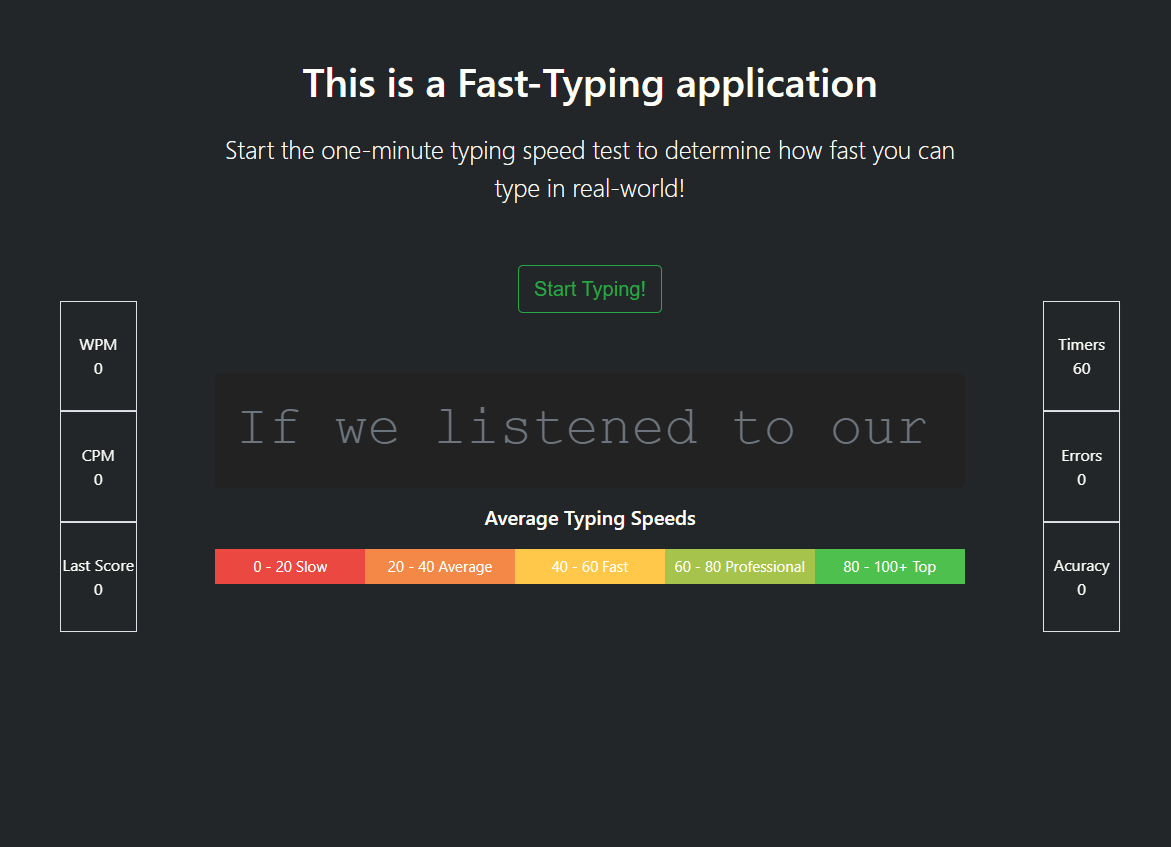 This is a Fast-Typing application
Start the one-minute typing speed test to determine how fast you can
type in real-world!
Start Typing!
WPM
0
CPM
0
Last Score
0
If we listened to our
Average Typing Speeds
0 - 20 Slow
20 - 40 Average
40 - 60 Fast
60 - 80 Professional
80 - 100+ Top
Timers
60
Errors
0
Acuracy
0